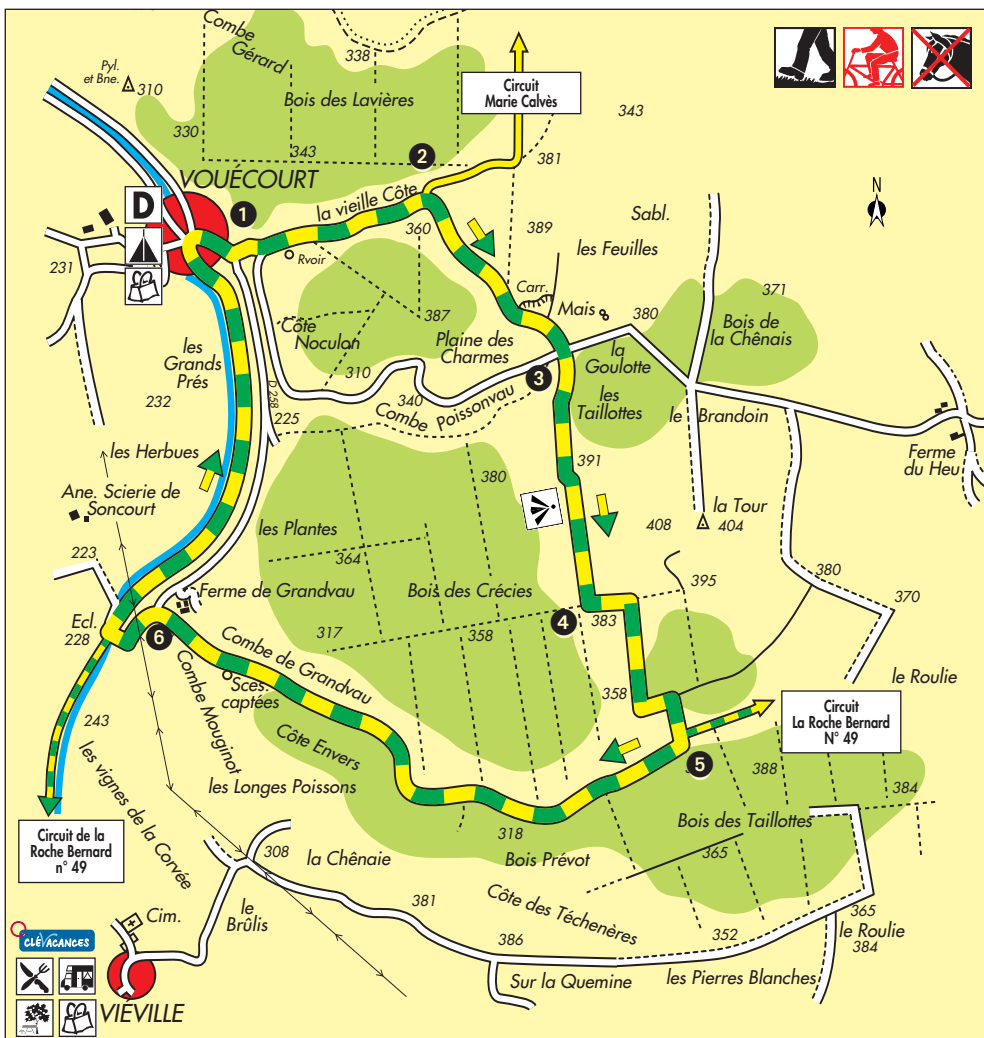 Combe
Gérard
338
Pyl.
et Bne.
310
Bois des Lavières
Circuit
Marie Calvès
330
343
343
381
VOUÉCOURT
2
D
1
la vieille Côte
N
Sabl.
360
389
les Feuilles
231
Rvoir
Carr.
Mais
380
371
Côte
Noculon
387
Plaine des
Charmes
Bois de
la Chênais
les
Grands
Prés
310
3
la
Goulotte
232
D 258
340
les
Taillottes
225
Combe Poissonvau
le Brandoin
les Herbues
391
Ferme
du Heu
380
Ane. Scierie de
Soncourt
la Tour
les Plantes
408
404
223
364
395
380
Ferme de Grandvau
Bois des Crécies
370
Ecl.
228
317
4
383
6
358
Combe de Grandvau
358
le Roulie
Combe Mouginot
Sces.
captées
Circuit
La Roche Bernard
N° 49
243
Côte Envers
5
388
384
les vignes de la Corvée
les Longes Poissons
Circuit de la
Roche Bernard
n° 49
318
Bois des Taillottes
308
la Chênaie
Bois Prévot
365
381
Côte des Téchenères
365
Cim.
le
Brûlis
352
le Roulie
CLÉVACANCES
386
384
Sur la Quemine
les Pierres Blanches
VIÉVILLE